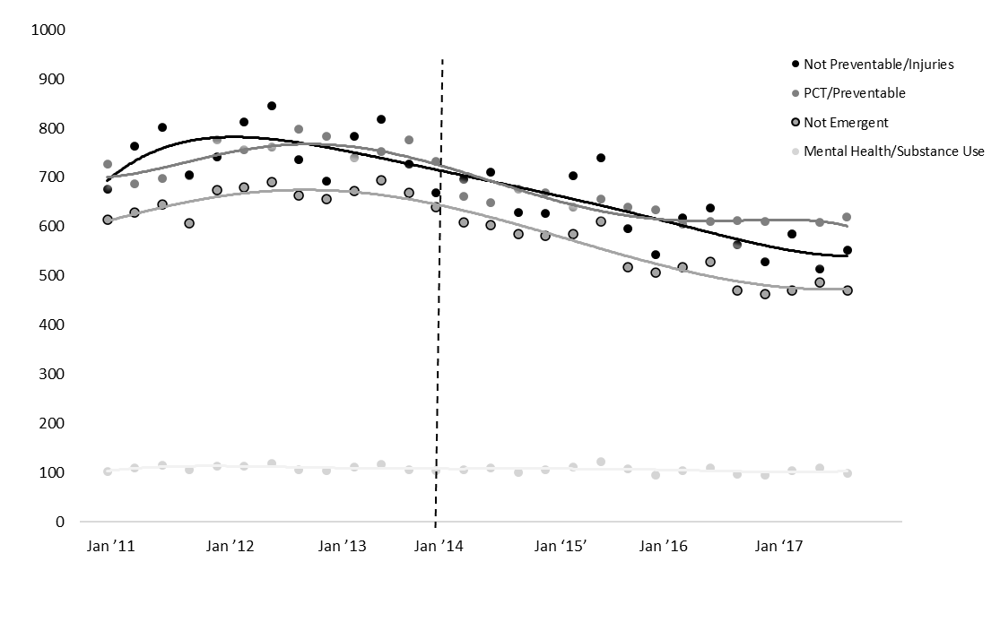 1000
900
800
700
600
500
400
300
200
100
0
Jan ’11
Jan ’12
Jan ’13
Jan ’14
Jan ‘15’
Jan ’16
Jan ‘17
Not Preventable/Injuries
PCT/Preventable
Not Emergent
Mental Health/Substance Use